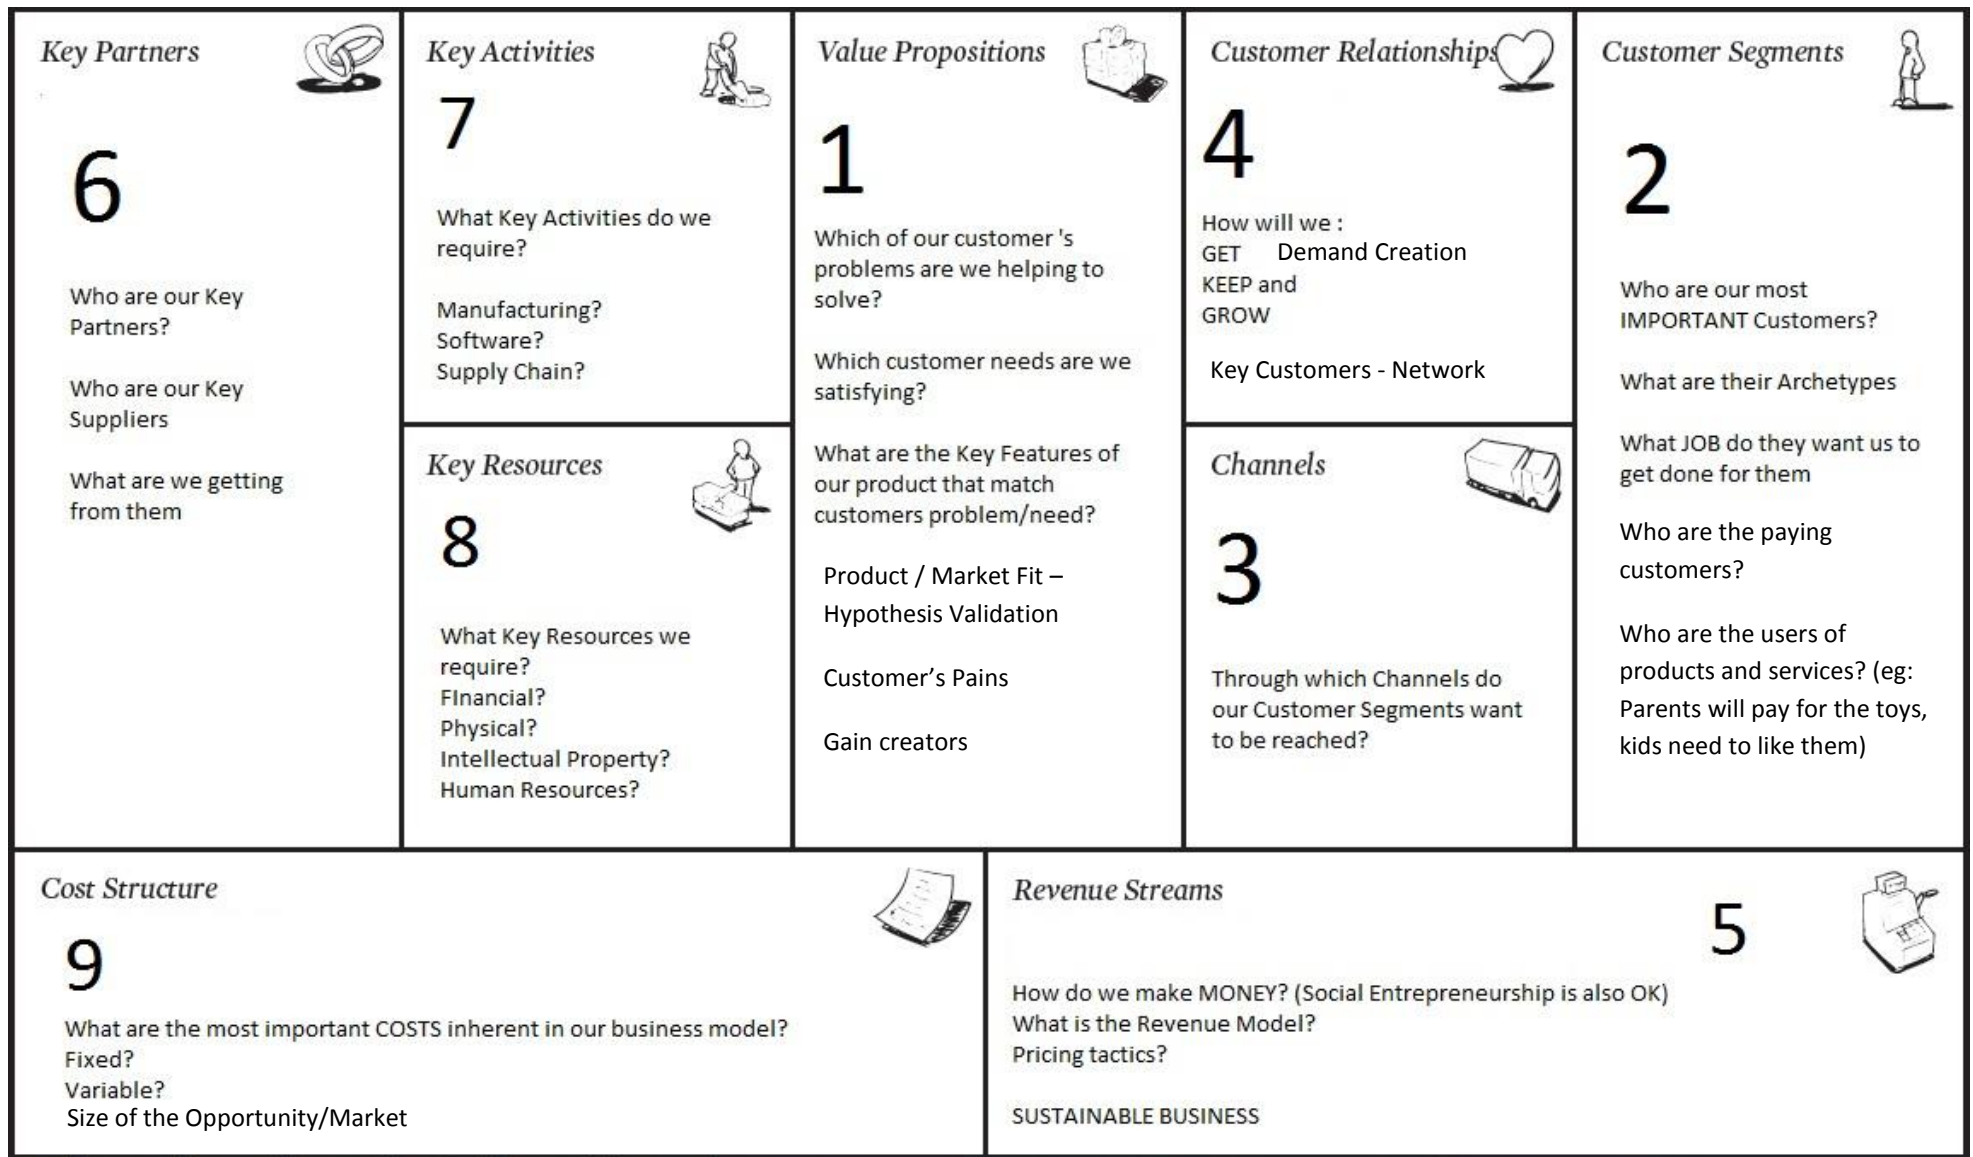 Key Partners
6
Who are our Key
Partners?
Who are our Key
Suppliers
What are we getting
from them
Key Activities
7
What Key Activities do we
require?
Manufacturing?
Software?
Supply Chain?
Key Resources
8
What Key Resources we
require?
FInancial?
Physical?
Intellectual Property?
Human Resources?
Value Propositions
1
Which of our customer 's
problems are we helping to
solve?
Which customer needs are we
satisfying?
What are the Key Features of
our product that match
customers problem/need?
Product / Market Fit –
Hypothesis Validation
Customer’s Pains
Gain creators
Customer Relationships
4
How will we :
GET Demand Creation
KEEP and
GROW
Key Customers - Network
Channels
3
Through which Channels do
our Customer Segments want
to be reached?
Customer Segments
2
Who are our most
IMPORTANT Customers?
What are their Archetypes
What JOB do they want us to
get done for them
Who are the paying
customers?
Who are the users of
products and services? (eg:
Parents will pay for the toys,
kids need to like them)
Cost Structure
9
What are the most important COSTS inherent in our business model?
Fixed?
Variable?
Size of the Opportunity/Market
Revenue Streams
5
How do we make MONEY? (Social Entrepreneurship is also OK)
What is the Revenue Model?
Pricing tactics?
SUSTAINABLE BUSINESS